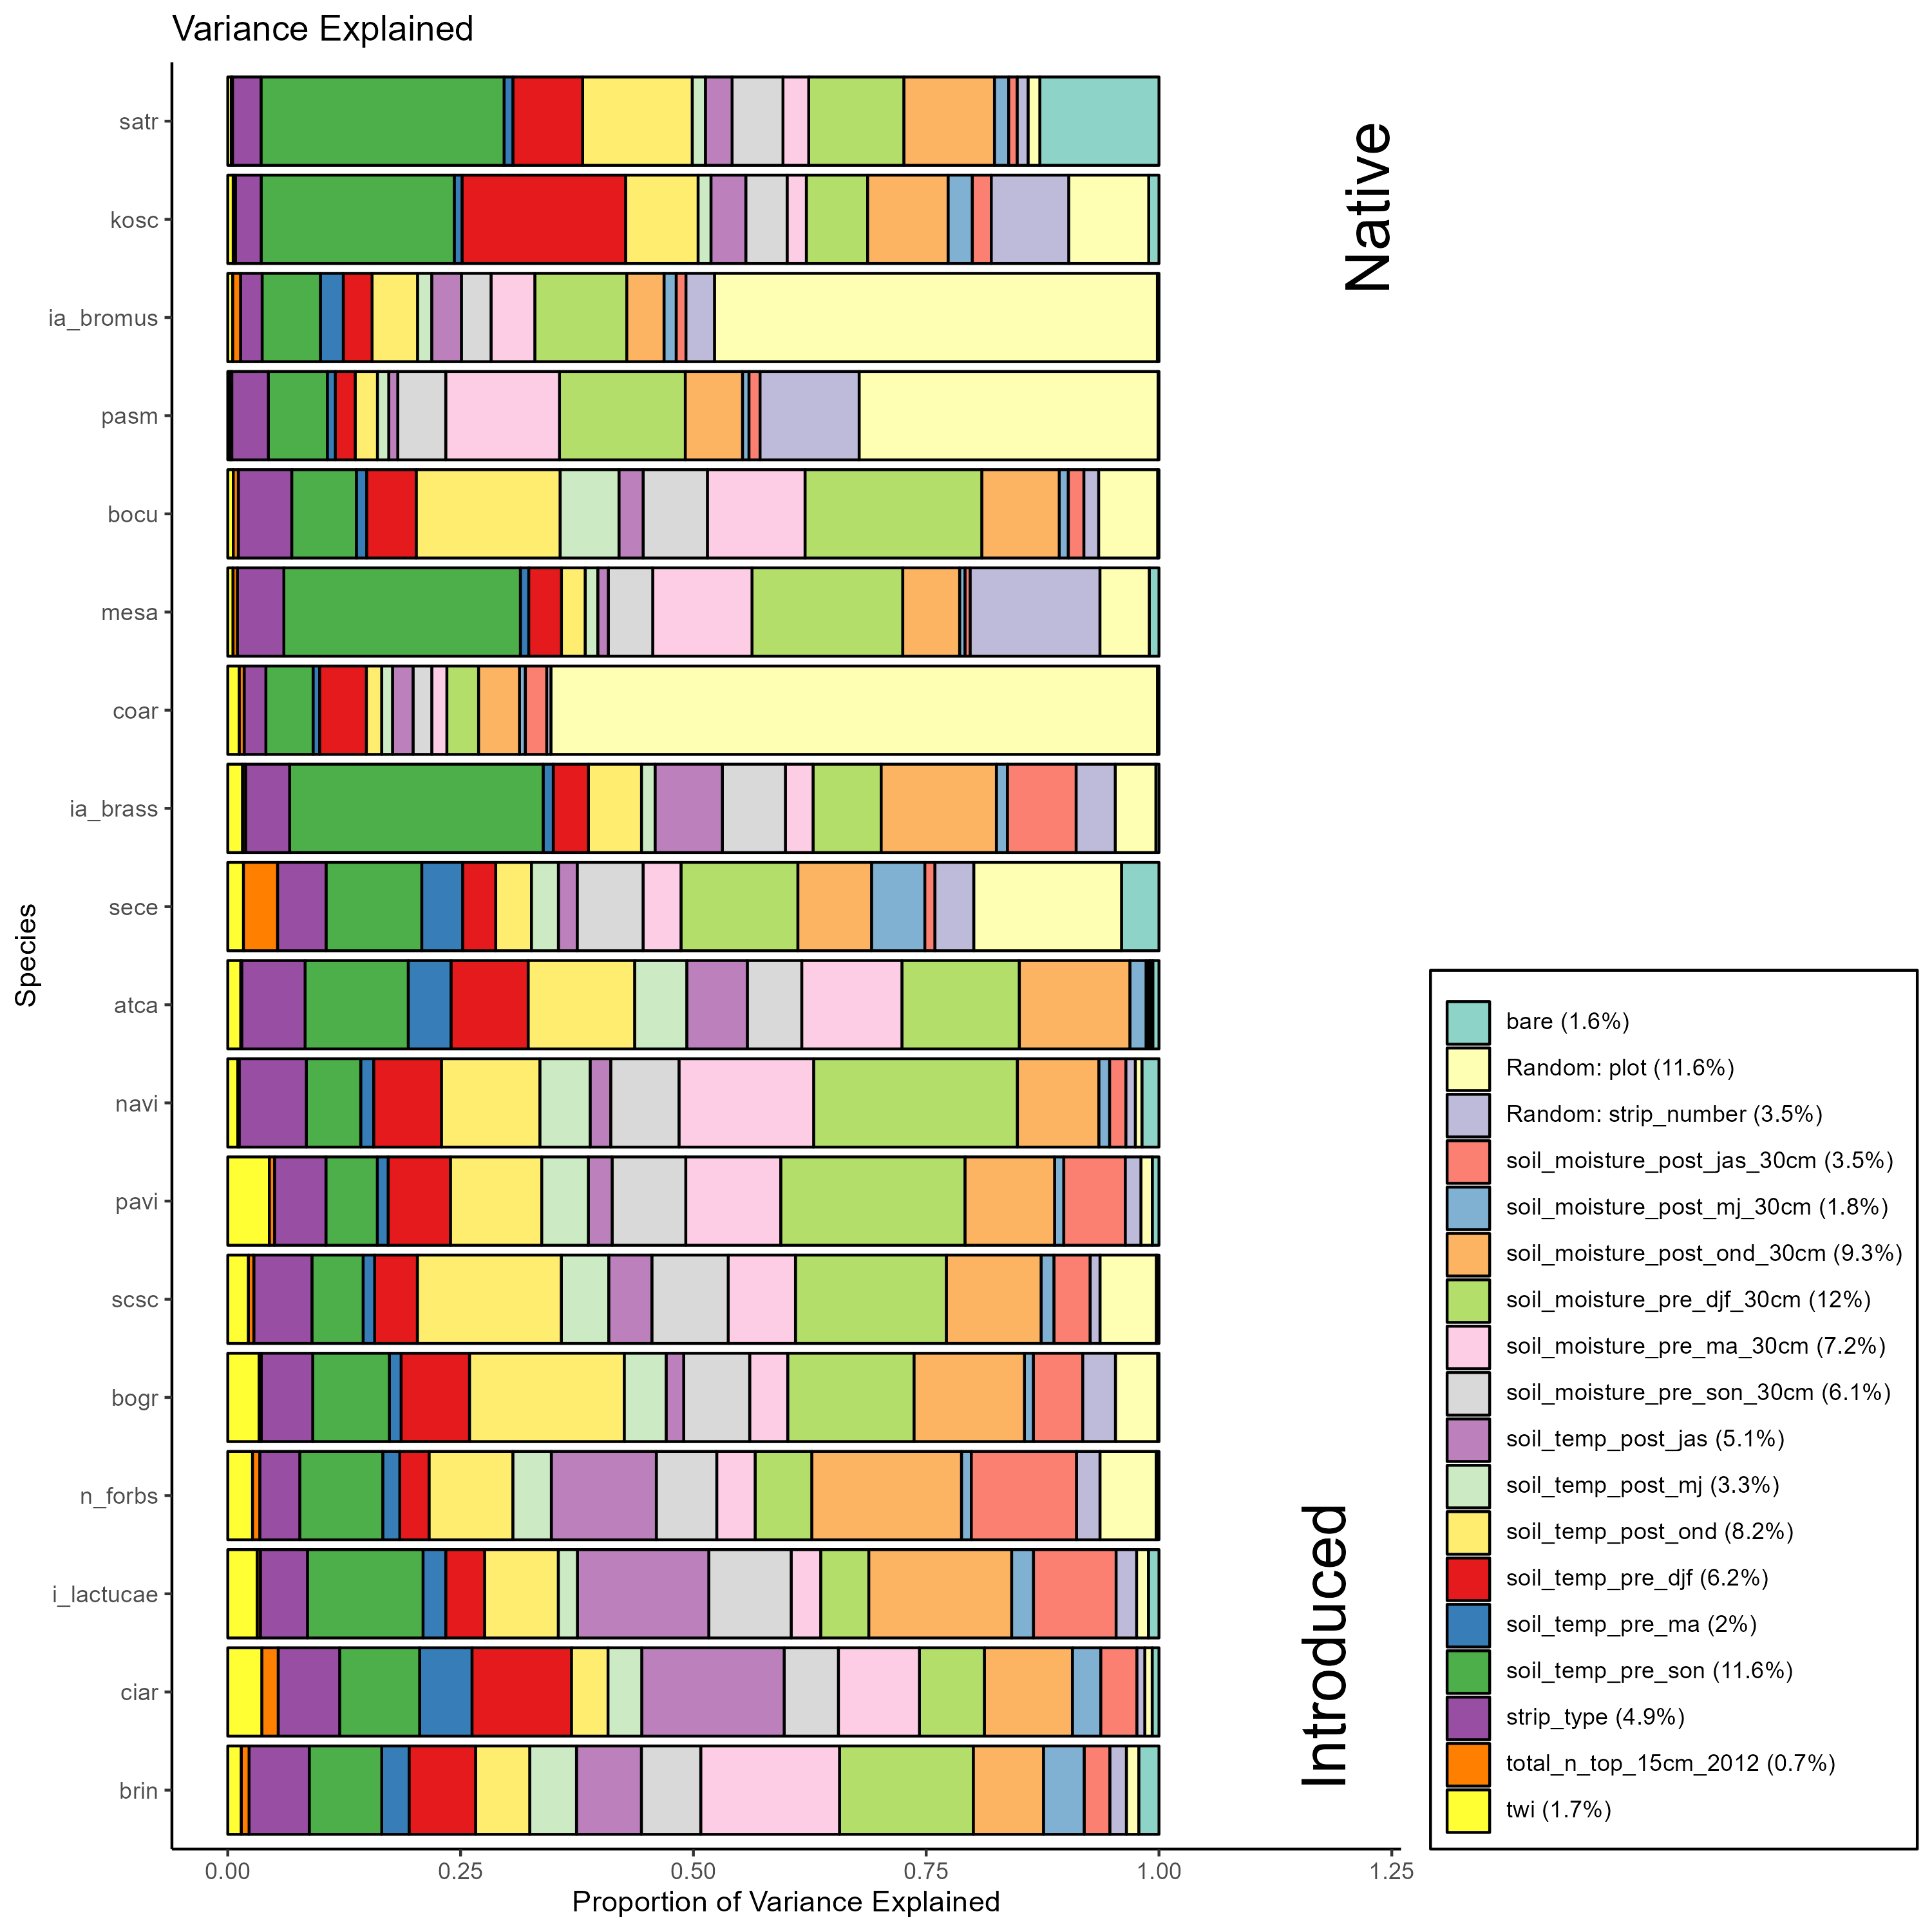 Variance Explained
satr
kosc
ia_bromus
pasm
bocu
mesa
coar
ia_brass
sece
atca
navi
pavi
scsc
bogr
n_forbs
i_lactucae
ciar
brin
Species
0.00 0.25 0.50 0.75 1.00 1.25
Proportion of Variance Explained
Native
Introduced
bare (1.6%)
Random: plot (11.6%)
Random: strip_number (3.5%)
soil_moisture_post_jas_30cm (3.5%)
soil_moisture_post_mj_30cm (1.8%)
soil_moisture_post_ond_30cm (9.3%)
soil_moisture_pre_djf_30cm (12%)
soil_moisture_pre_ma_30cm (7.2%)
soil_moisture_pre_son_30cm (6.1%)
soil_temp_post_jas (5.1%)
soil_temp_post_mj (3.3%)
soil_temp_post_ond (8.2%)
soil_temp_pre_djf (6.2%)
soil_temp_pre_ma (2%)
soil_temp_pre_son (11.6%)
strip_type (4.9%)
total_n_top_15cm_2012 (0.7%)
twi (1.7%)